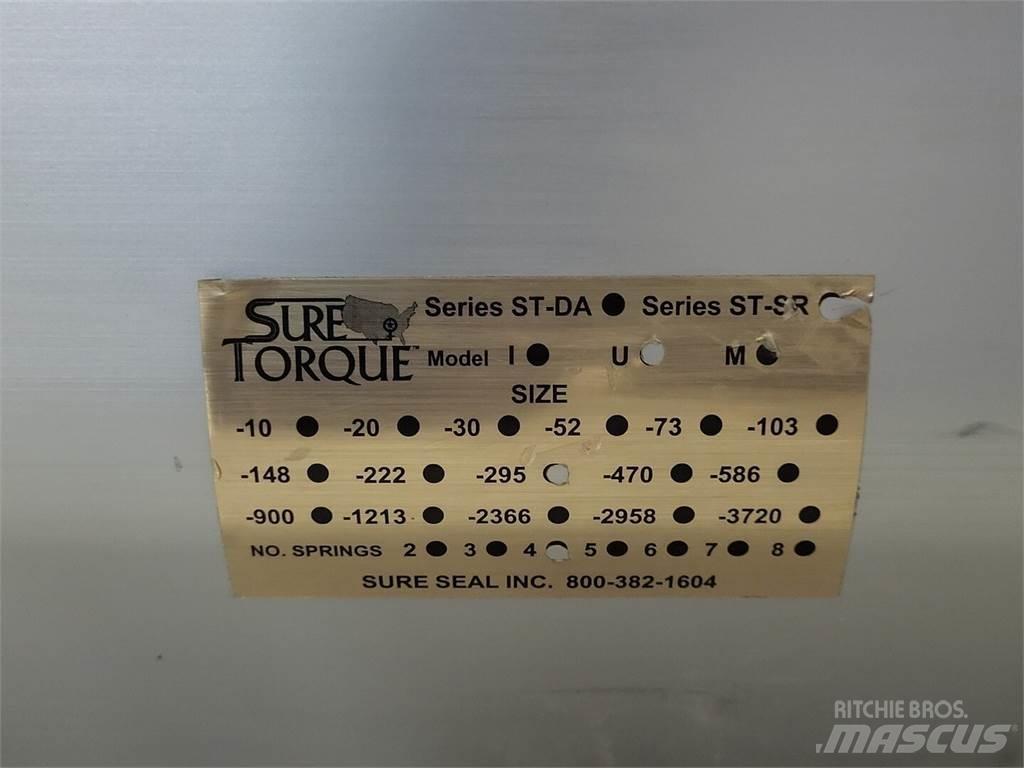 SURE TORQUE™
Series ST-DA ● Series ST-SR
Model I ● U M ●
SIZE
-10 ● -20 ● -30 ● -52 ● -73 ● -103 ●
-148 ● -222 ● -295 -470 ● -586 ●
-900 ● -1213 ● -2366 ● -2958 ● -3720 ●
NO. SPRINGS 2 ● 3 ● 4 5 ● 6 ● 7 ● 8 ●
SURE SEAL INC. 800-382-1604
RITCHIE BROS.
MASCUS